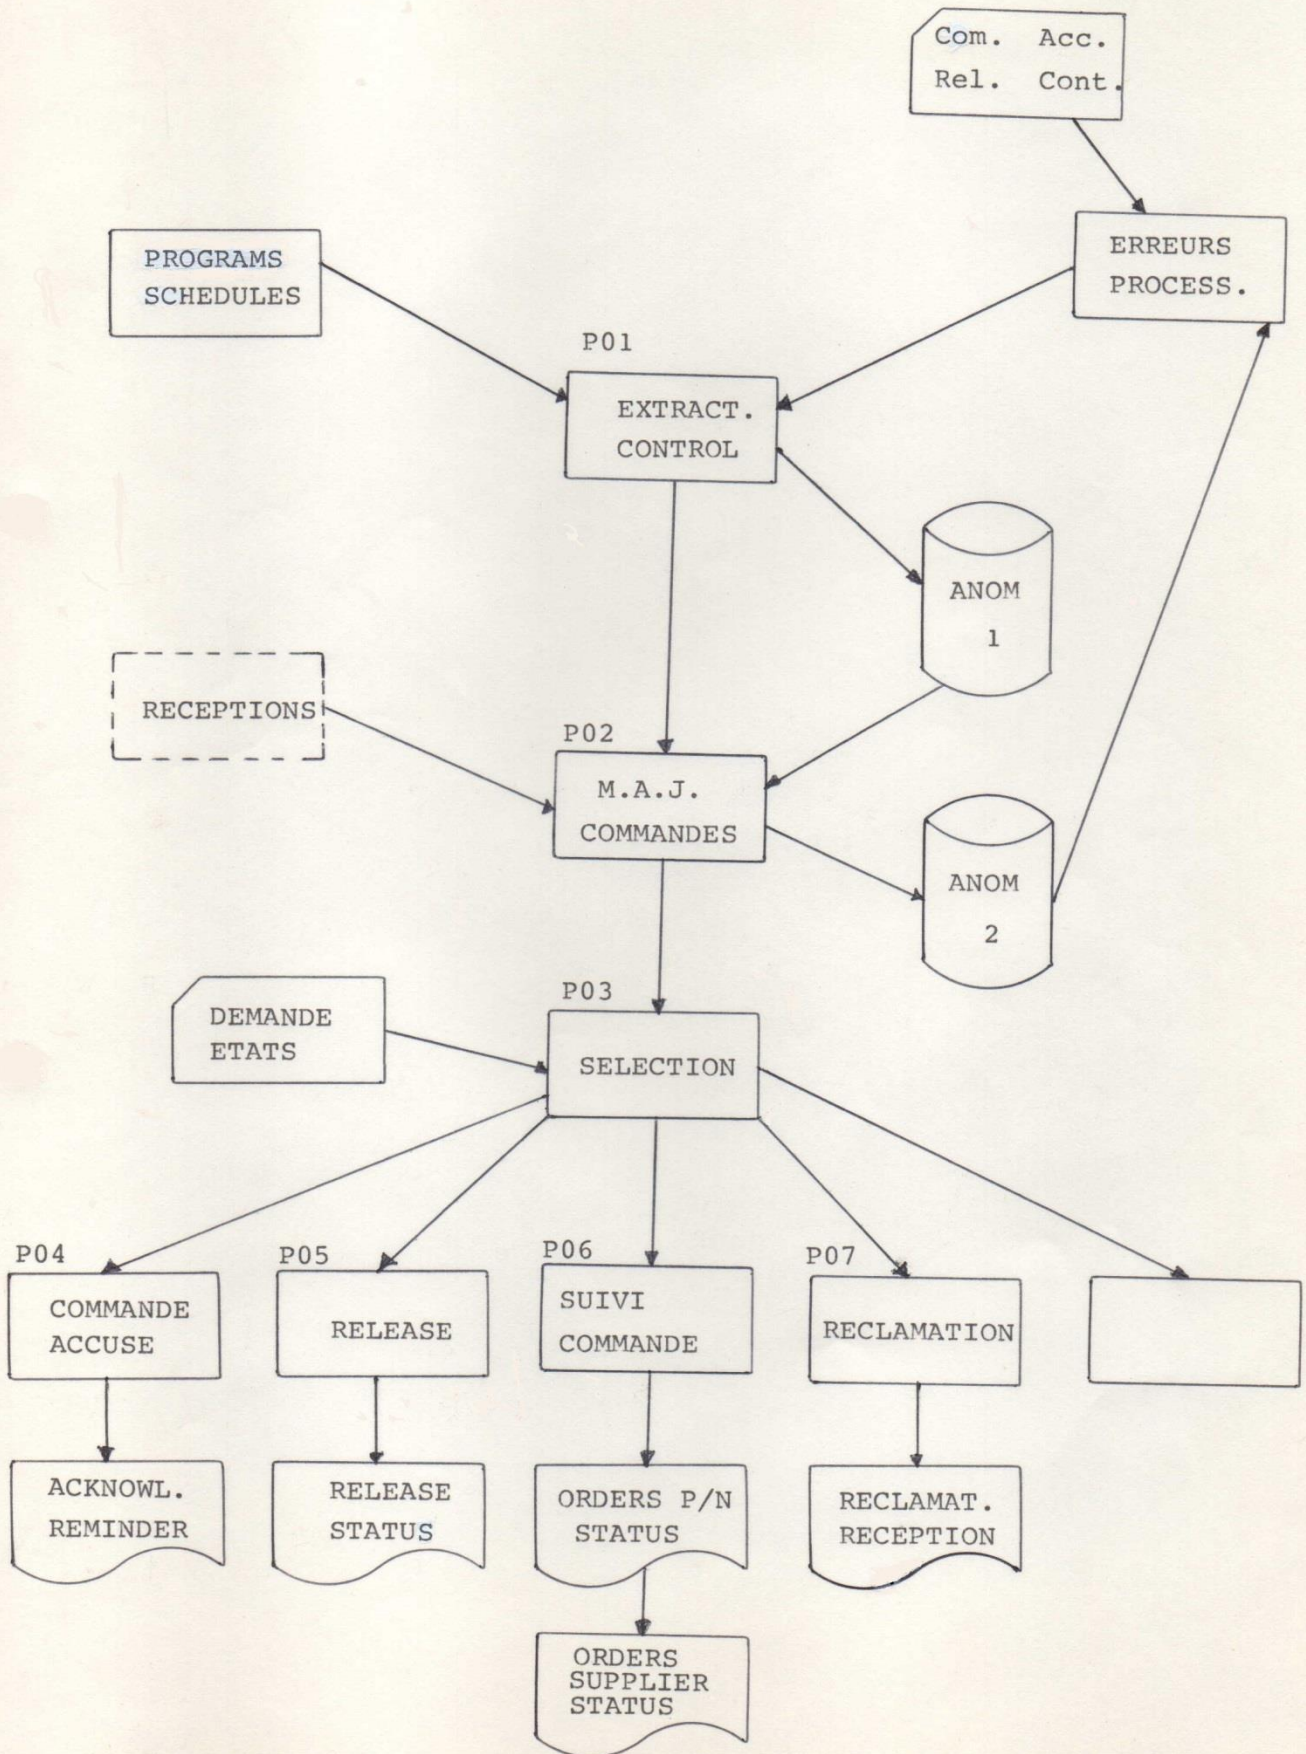 Com. Acc.
Rel. Cont.
PROGRAMS
SCHEDULES
ERREURS
PROCESS.
P01
EXTRACT.
CONTROL
ANOM
1
RECEPTIONS
P02
M.A.J.
COMMANDES
ANOM
2
DEMANDE
ETATS
P03
SELECTION
P04
COMMANDE
ACCUSE
P05
RELEASE
P06
SUIVI
COMMANDE
P07
RECLAMATION
ACKNOWL.
REMINDER
RELEASE
STATUS
ORDERS P/N
STATUS
RECLAMAT.
RECEPTION
ORDERS
SUPPLIER
STATUS